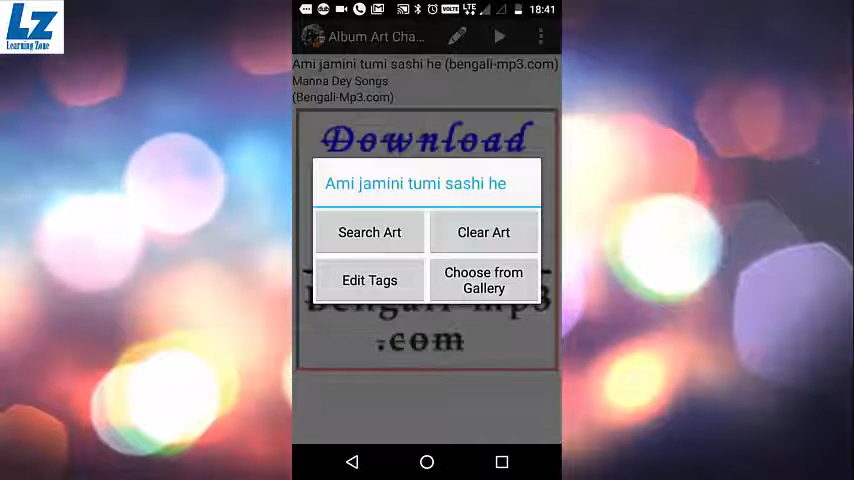 LZ
Learning Zone
18:41
Album Art Cha...
Ami jamini tumi sashi he (bengali-mp3.com)
Manna Dey Songs
(Bengali-Mp3.com)
Download
Ami jamini tumi sashi he
Search Art
Clear Art
Edit Tags
Choose from
Gallery
Bengali-mp3
.com